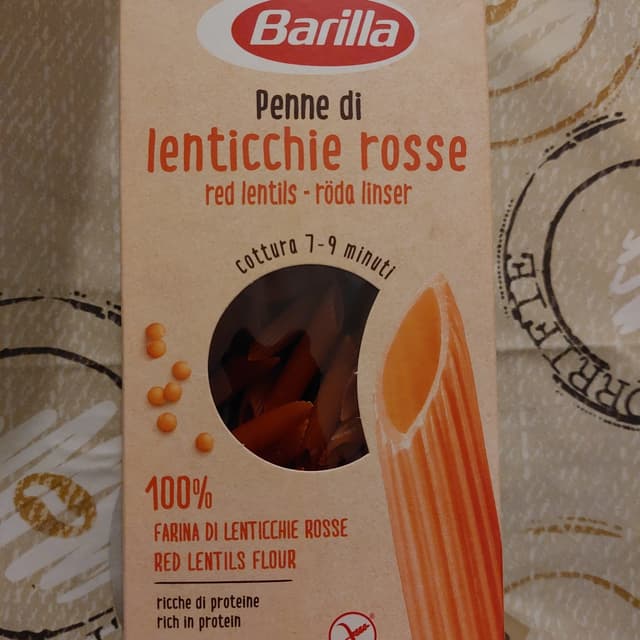 Barilla
Penne di
lenticchie rosse
red lentils - röda linser
cottura 7-9 minuti
100%
FARINA DI LENTICCHIE ROSSE
RED LENTILS FLOUR
ricche di proteine
rich in protein